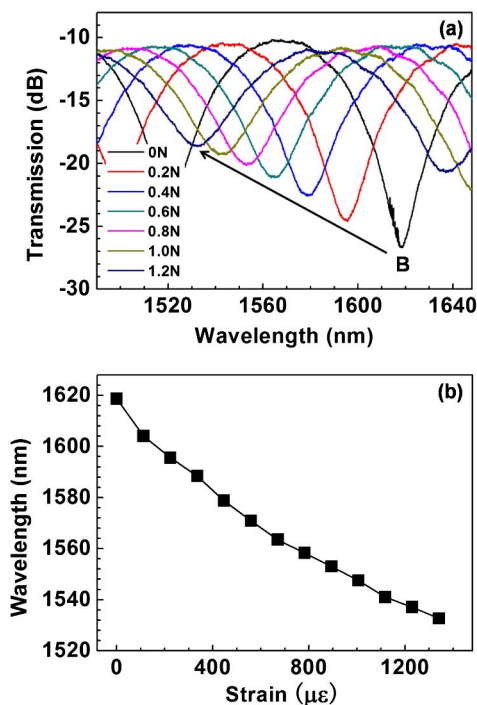 (a)
-10
-15
-20
-25
-30
Transmission (dB)
0N
0.2N
0.4N
0.6N
0.8N
1.0N
1.2N
B
1520 1560 1600 1640
Wavelength (nm)
(b)
1620
1600
1580
1560
1540
1520
Wavelength (nm)
0 400 800 1200
Strain (με)